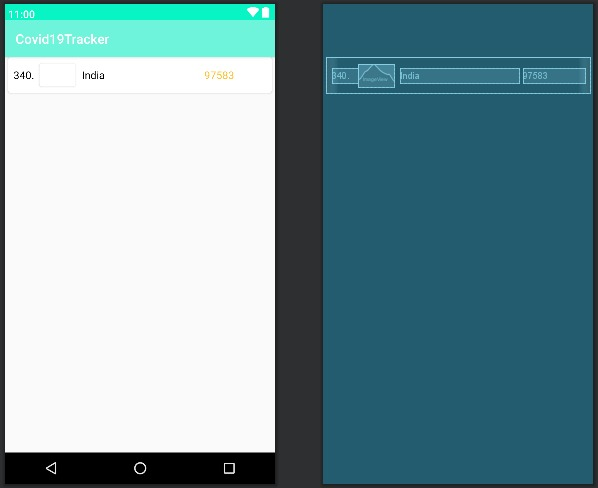 11:00
Covid19Tracker
340. India 97583
340. ImageView India 97583